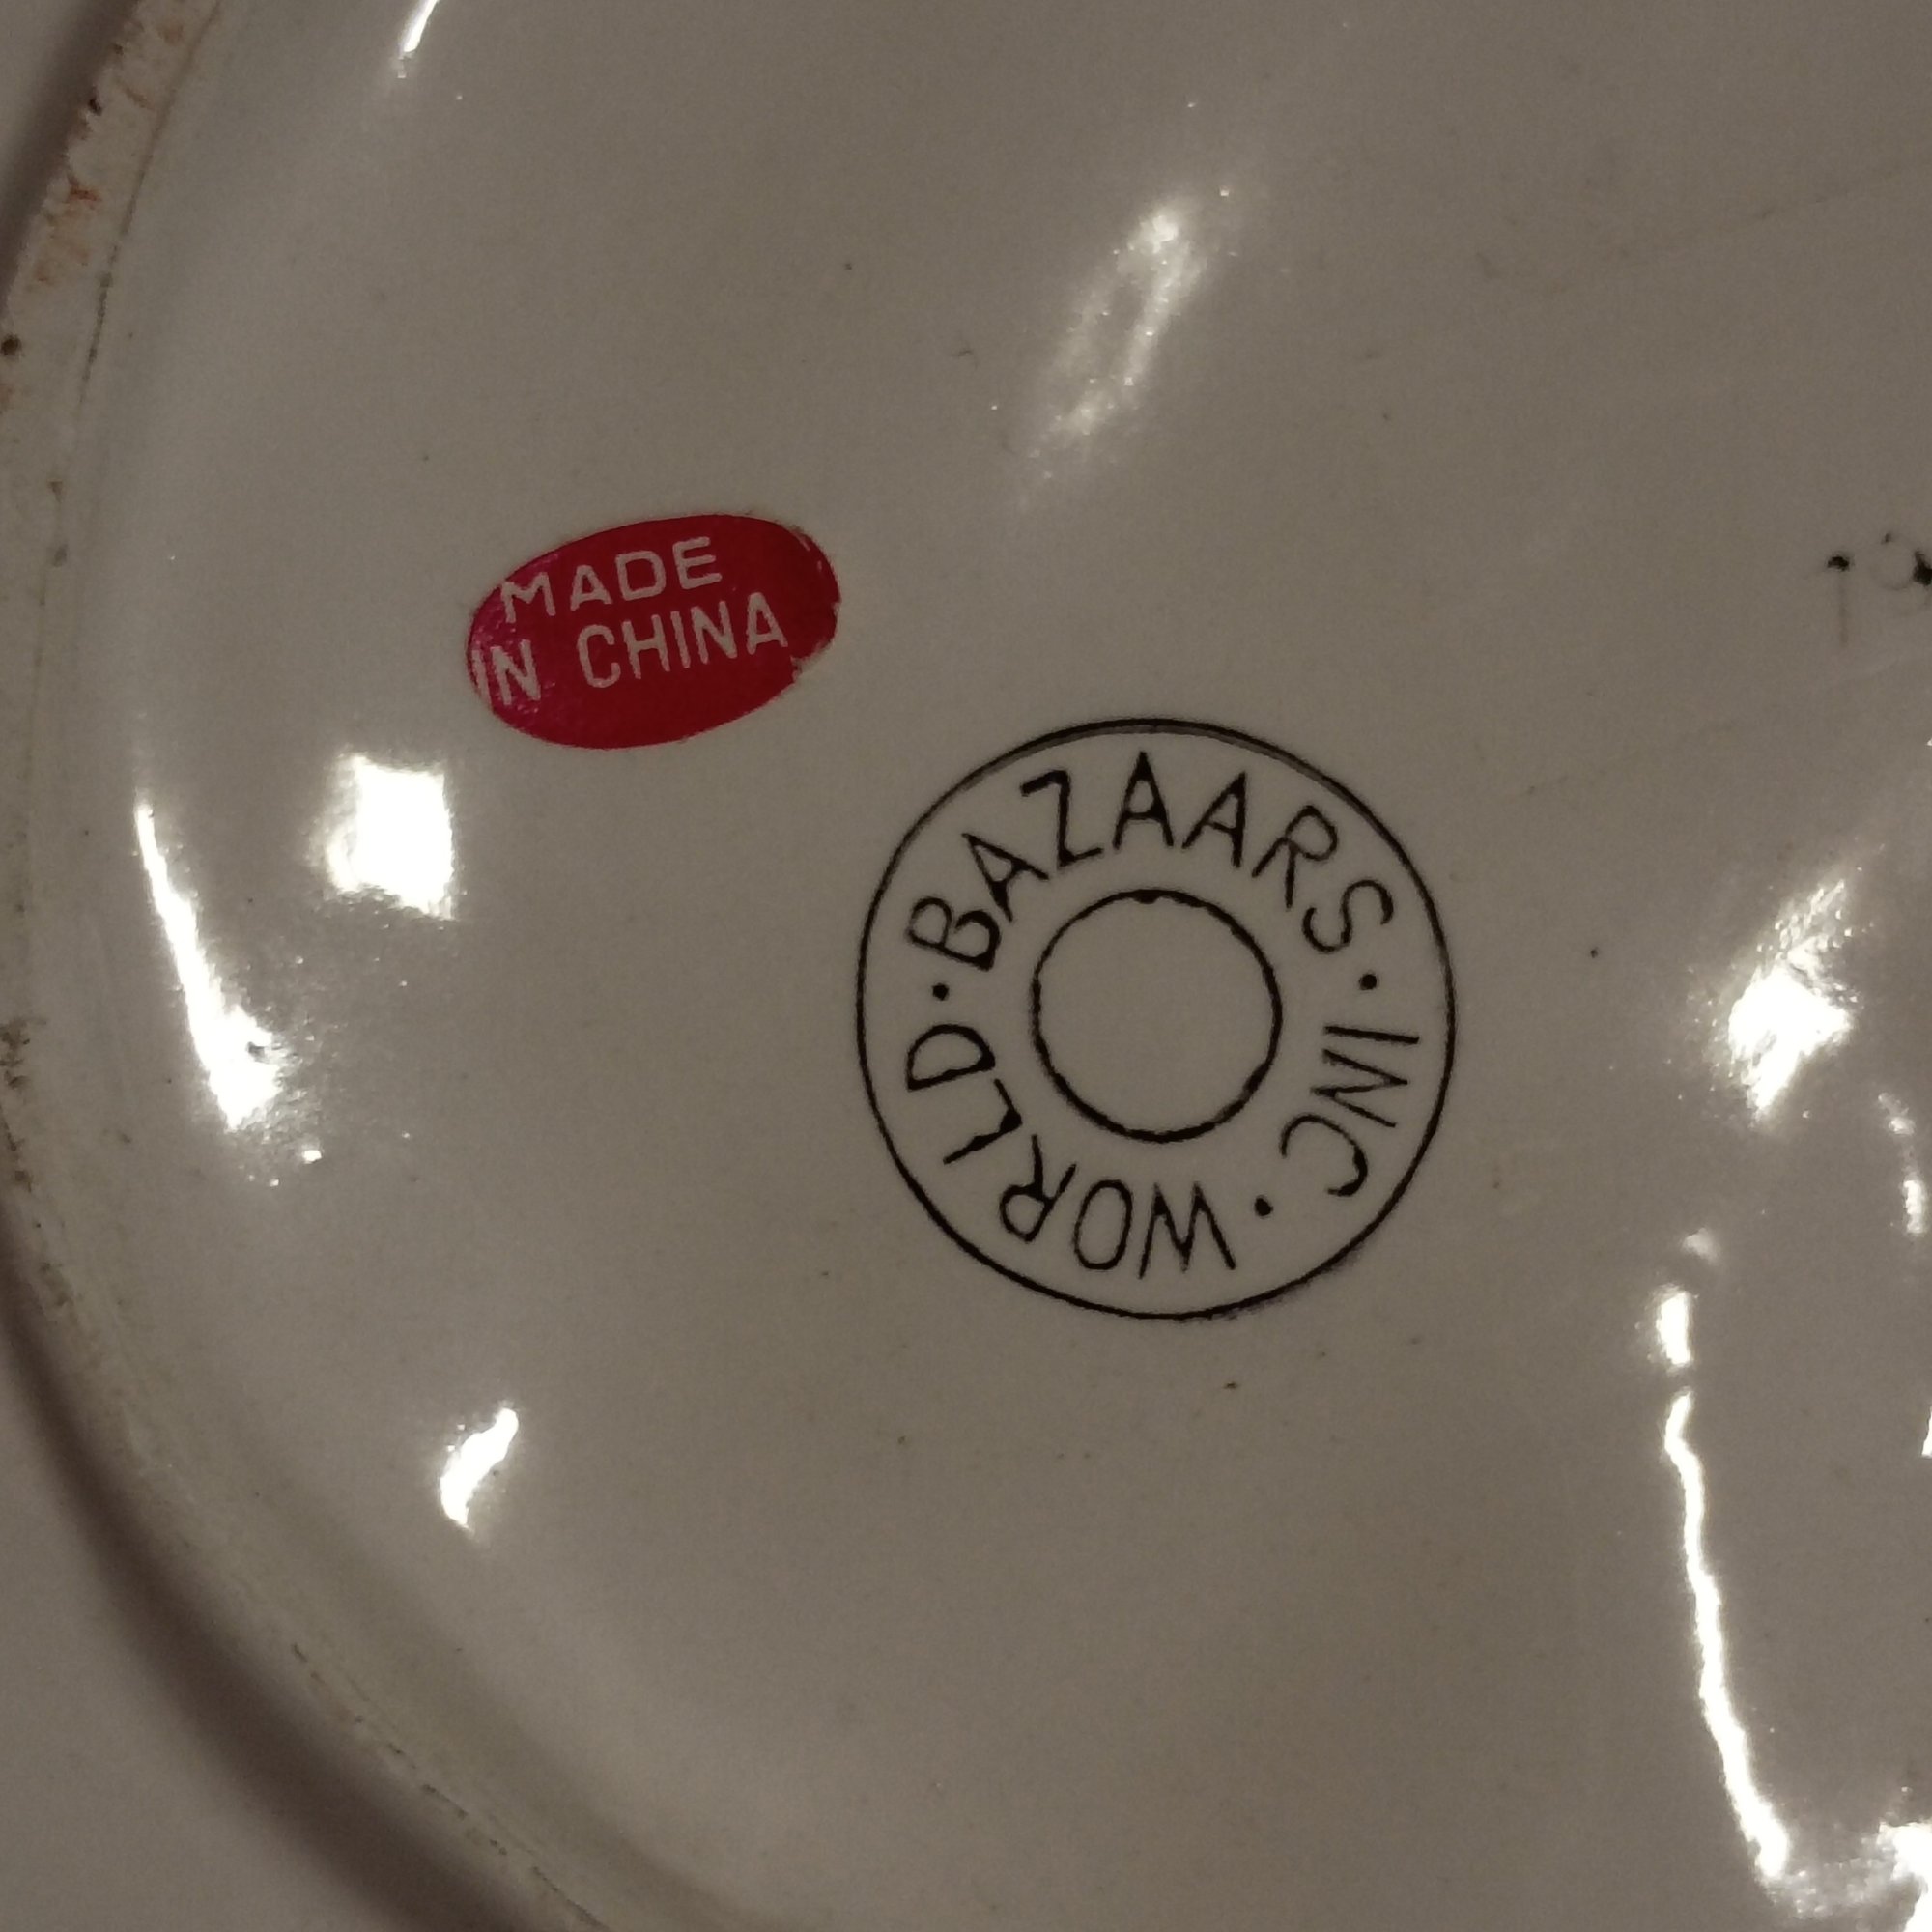 MADE
IN CHINA
WORLD · BAZAARS · INC ·